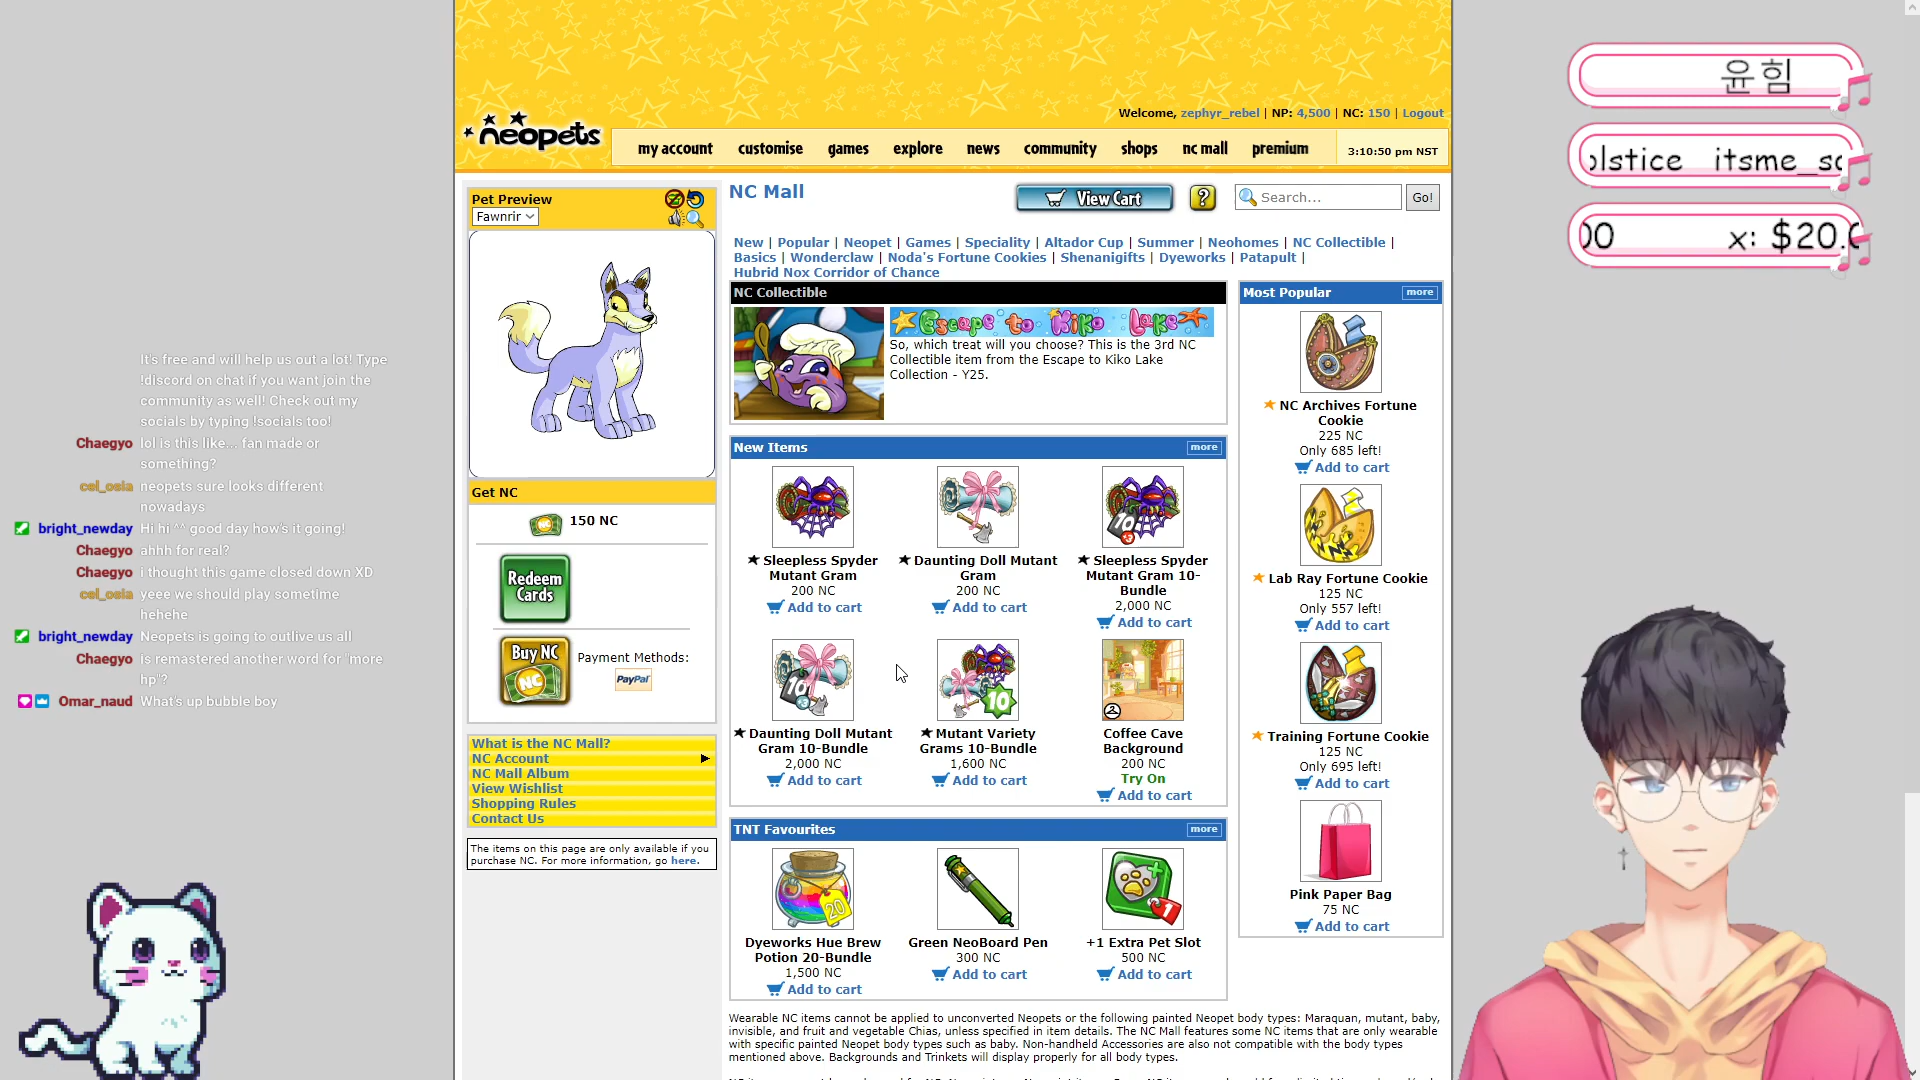 Welcome, zephyr_rebel | NP: 4,500 | NC: 150 | Logout
neopets
my account customise games explore news community shops nc mall premium 3:10:50 pm NST
Pet Preview
Fawnrir
Get NC
150 NC
Redeem Cards
Buy NC
NC
Payment Methods:
PayPal
What is the NC Mall?
NC Account
NC Mall Album
View Wishlist
Shopping Rules
Contact Us
The items on this page are only available if you
purchase NC. For more information, go here.
NC Mall
View Cart
?
Search...
Go!
New | Popular | Neopet | Games | Speciality | Altador Cup | Summer | Neohomes | NC Collectible |
Basics | Wonderclaw | Noda's Fortune Cookies | Shenanigifts | Dyeworks | Patapult |
Hubrid Nox Corridor of Chance
NC Collectible
Escape to Kiko Lake
So, which treat will you choose? This is the 3rd NC
Collectible item from the Escape to Kiko Lake
Collection - Y25.
New Items more
Sleepless Spyder
Mutant Gram
200 NC
Add to cart
Daunting Doll Mutant
Gram
200 NC
Add to cart
Sleepless Spyder
Mutant Gram 10-
Bundle
2,000 NC
Add to cart
Daunting Doll Mutant
Gram 10-Bundle
2,000 NC
Add to cart
Mutant Variety
Grams 10-Bundle
1,600 NC
Add to cart
Coffee Cave
Background
200 NC
Try On
Add to cart
TNT Favourites more
Dyeworks Hue Brew
Potion 20-Bundle
1,500 NC
Add to cart
Green NeoBoard Pen
300 NC
Add to cart
+1 Extra Pet Slot
500 NC
Add to cart
Most Popular more
NC Archives Fortune
Cookie
225 NC
Only 685 left!
Add to cart
Lab Ray Fortune Cookie
125 NC
Only 557 left!
Add to cart
Training Fortune Cookie
125 NC
Only 695 left!
Add to cart
Pink Paper Bag
75 NC
Add to cart
Wearable NC items cannot be applied to unconverted Neopets or the following painted Neopet body types: Maraquan, mutant, baby,
invisible, and fruit and vegetable Chias, unless specified in item details. The NC Mall features some NC items that are only wearable
with specific painted Neopet body types such as baby. Non-handheld Accessories are also not compatible with the body types
mentioned above. Backgrounds and Trinkets will display properly for all body types.
It's free and will help us out a lot! Type
!discord on chat if you want join the
community as well! Check out my
socials by typing !socials too!
Chaegyo lol is this like... fan made or
something?
cel_osia neopets sure looks different
nowadays
bright_newday Hi hi ^^ good day how's it going!
Chaegyo ahhh for real?
Chaegyo i thought this game closed down XD
cel_osia yeee we should play sometime
hehehe
bright_newday Neopets is going to outlive us all
Chaegyo is remastered another word for "more
hp"?
Omar_naud What's up bubble boy
윤힘
olstice itsme_sc
00 x: $20.0